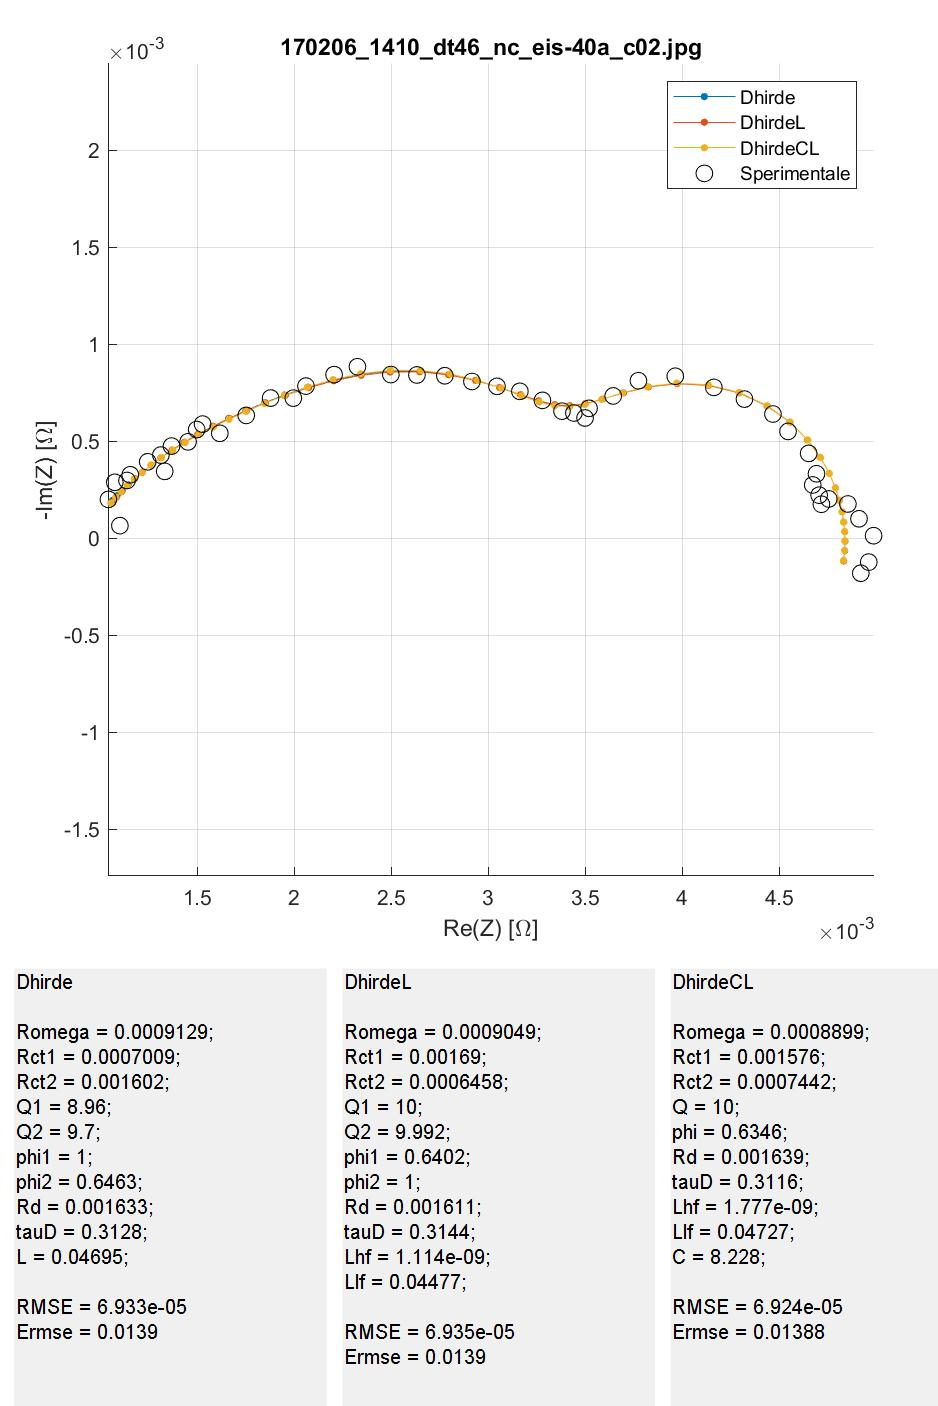 170206_1410_dt46_nc_eis-40a_c02.jpg
×10-3
Dhirde
DhirdeL
DhirdeCL
Sperimentale
2
1.5
1
0.5
0
-0.5
-1
-1.5
-Im(Z) [Ω]
1.5 2 2.5 3 3.5 4 4.5
Re(Z) [Ω]
×10-3
Dhirde
Romega = 0.0009129;
Rct1 = 0.0007009;
Rct2 = 0.001602;
Q1 = 8.96;
Q2 = 9.7;
phi1 = 1;
phi2 = 0.6463;
Rd = 0.001633;
tauD = 0.3128;
L = 0.04695;
RMSE = 6.933e-05
Ermse = 0.0139
DhirdeL
Romega = 0.0009049;
Rct1 = 0.00169;
Rct2 = 0.0006458;
Q1 = 10;
Q2 = 9.992;
phi1 = 0.6402;
phi2 = 1;
Rd = 0.001611;
tauD = 0.3144;
Lhf = 1.114e-09;
Llf = 0.04477;
RMSE = 6.935e-05
Ermse = 0.0139
DhirdeCL
Romega = 0.0008899;
Rct1 = 0.001576;
Rct2 = 0.0007442;
Q = 10;
phi = 0.6346;
Rd = 0.001639;
tauD = 0.3116;
Lhf = 1.777e-09;
Llf = 0.04727;
C = 8.228;
RMSE = 6.924e-05
Ermse = 0.01388